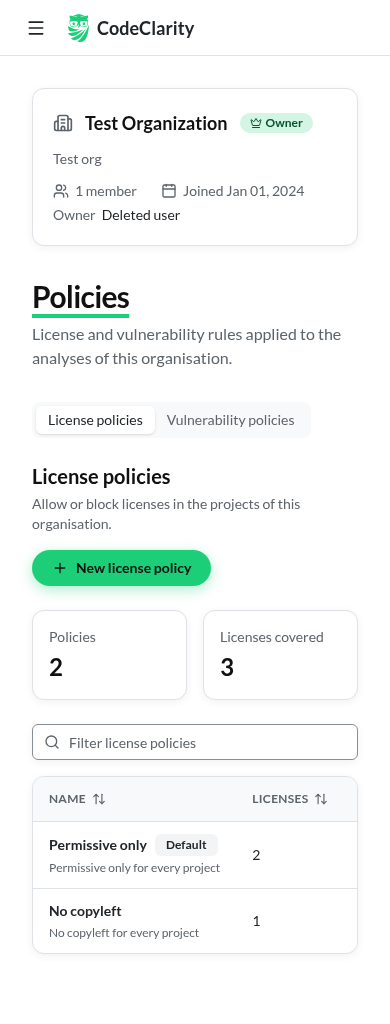 CodeClarity
Test Organization Owner
Test org
1 member Joined Jan 01, 2024
Owner Deleted user
Policies
License and vulnerability rules applied to the
analyses of this organisation.
License policies Vulnerability policies
License policies
Allow or block licenses in the projects of this
organisation.
New license policy
Policies Licenses covered
2 3
Filter license policies
NAME LICENSES
Permissive only Default
2
Permissive only for every project
No copyleft
1
No copyleft for every project